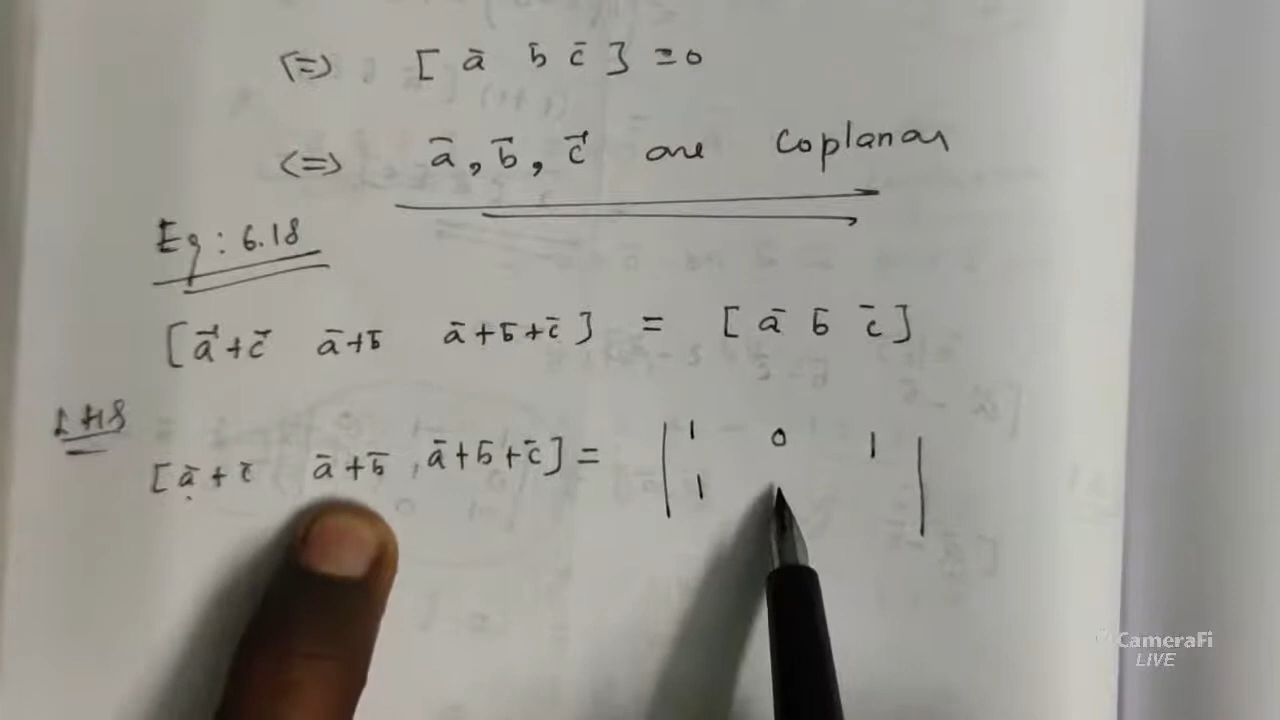 (=) [ ā b̄ c̄ ] = 0
<=> ā, b̄, c⃗ are coplanar
Eg : 6.18
[a⃗+c⃗ ā+b̄ ā+b̄+c̄] = [ā b̄ c̄]
LHS
[ā+c̄ ā+b̄, ā+b̄+c̄] = | 1 0 1 |
1
CameraFi
LIVE